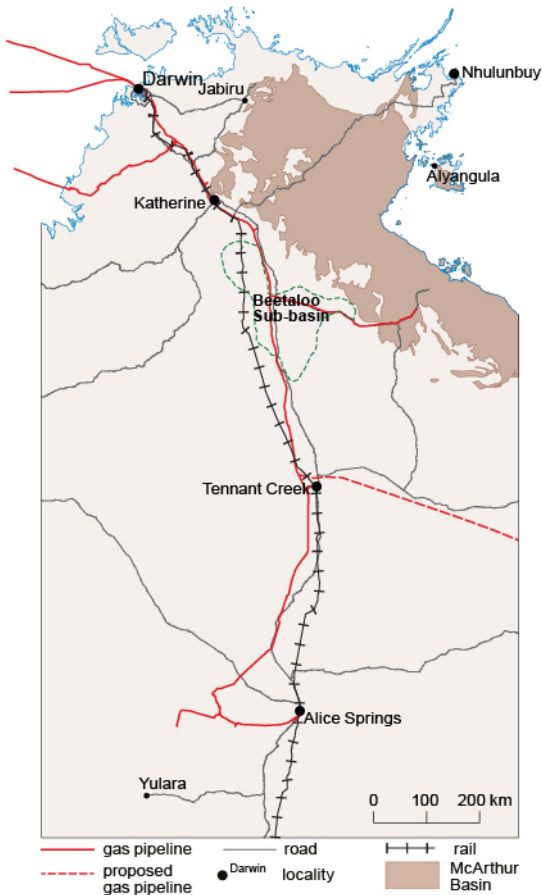 Darwin
Nhulunbuy
Jabiru
Alyangula
Katherine
Beetaloo
Sub-basin
Tennant Creek
Alice Springs
Yulara
0 100 200 km
gas pipeline
road
rail
proposed
gas pipeline
Darwin
locality
McArthur
Basin